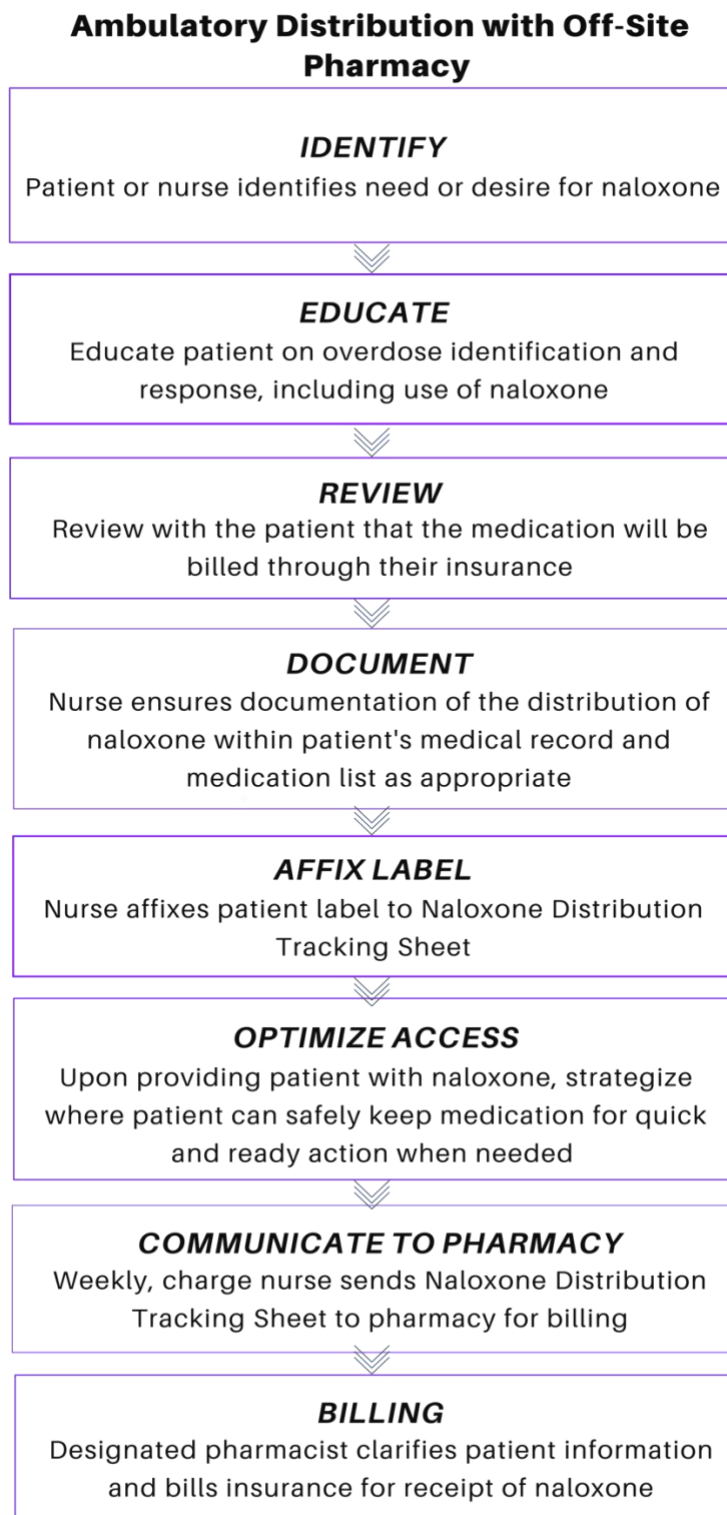 Ambulatory Distribution with Off-Site
Pharmacy
IDENTIFY
Patient or nurse identifies need or desire for naloxone
EDUCATE
Educate patient on overdose identification and
response, including use of naloxone
REVIEW
Review with the patient that the medication will be
billed through their insurance
DOCUMENT
Nurse ensures documentation of the distribution of
naloxone within patient's medical record and
medication list as appropriate
AFFIX LABEL
Nurse affixes patient label to Naloxone Distribution
Tracking Sheet
OPTIMIZE ACCESS
Upon providing patient with naloxone, strategize
where patient can safely keep medication for quick
and ready action when needed
COMMUNICATE TO PHARMACY
Weekly, charge nurse sends Naloxone Distribution
Tracking Sheet to pharmacy for billing
BILLING
Designated pharmacist clarifies patient information
and bills insurance for receipt of naloxone